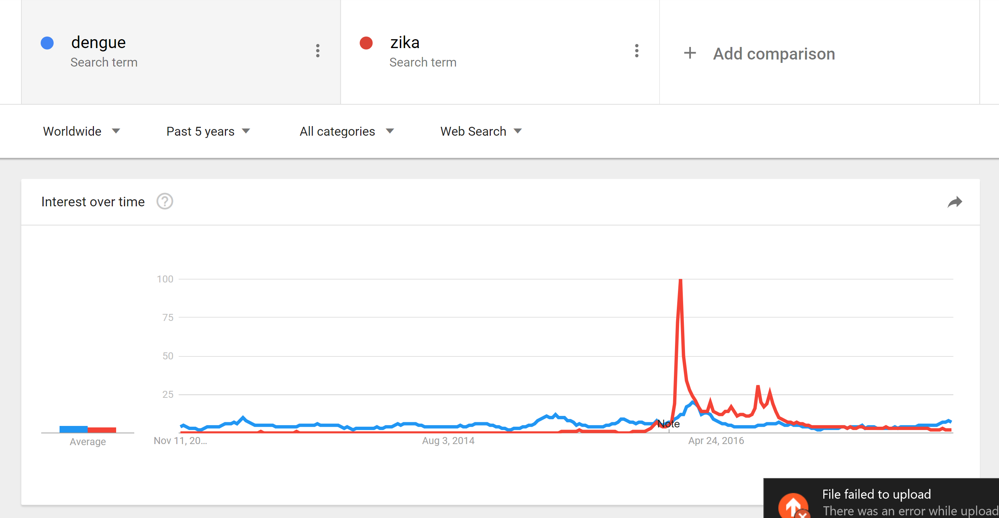 dengue
Search term
zika
Search term
+ Add comparison
Worldwide
Past 5 years
All categories
Web Search
Interest over time
?
100
75
50
25
Note
Average
Nov 11, 20...
Aug 3, 2014
Apr 24, 2016
File failed to upload
There was an error while upload